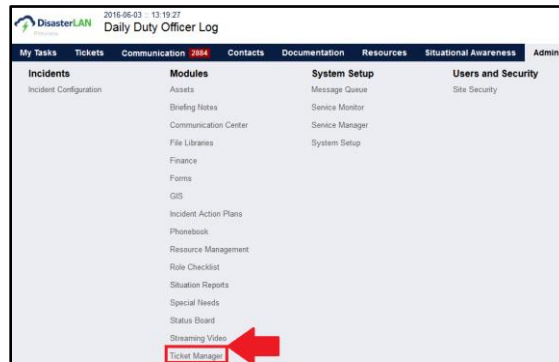 DisasterLAN
2016-06-03 :: 13:19:27
Daily Duty Officer Log
My Tasks Tickets Communication 2884 Contacts Documentation Resources Situational Awareness Admin
Incidents
Incident Configuration
Modules
Assets
Briefing Notes
Communication Center
File Libraries
Finance
Forms
GIS
Incident Action Plans
Phonebook
Resource Management
Role Checklist
Situation Reports
Special Needs
Status Board
Streaming Video
Ticket Manager
System Setup
Message Queue
Service Monitor
Service Manager
System Setup
Users and Security
Site Security